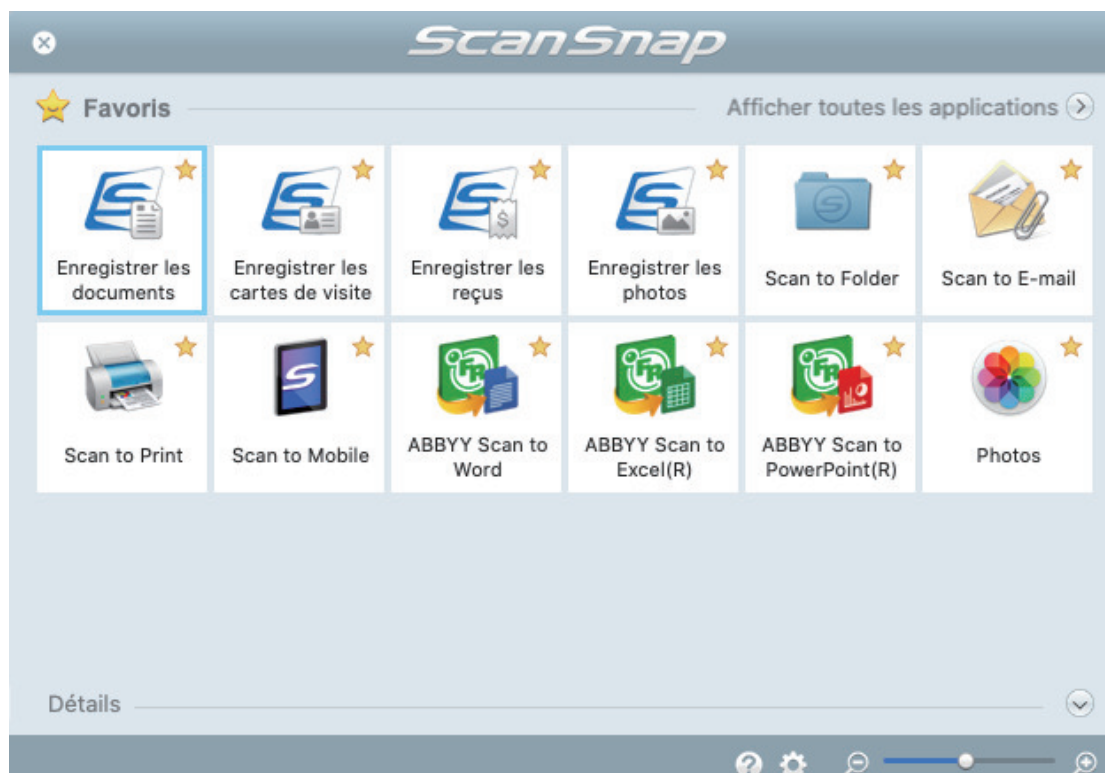 ScanSnap
Favoris
Afficher toutes les applications
Enregistrer les
documents
Enregistrer les
cartes de visite
Enregistrer les
reçus
Enregistrer les
photos
Scan to Folder
Scan to E-mail
Scan to Print
Scan to Mobile
ABBYY Scan to
Word
ABBYY Scan to
Excel(R)
ABBYY Scan to
PowerPoint(R)
Photos
Détails